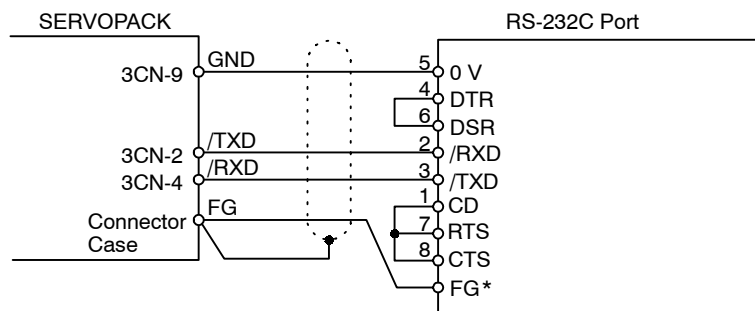 SERVOPACK
RS-232C Port
3CN-9 GND 5 0 V
4 DTR
6 DSR
3CN-2 /TXD 2 /RXD
3CN-4 /RXD 3 /TXD
1 CD
Connector Case FG 7 RTS
8 CTS
FG*